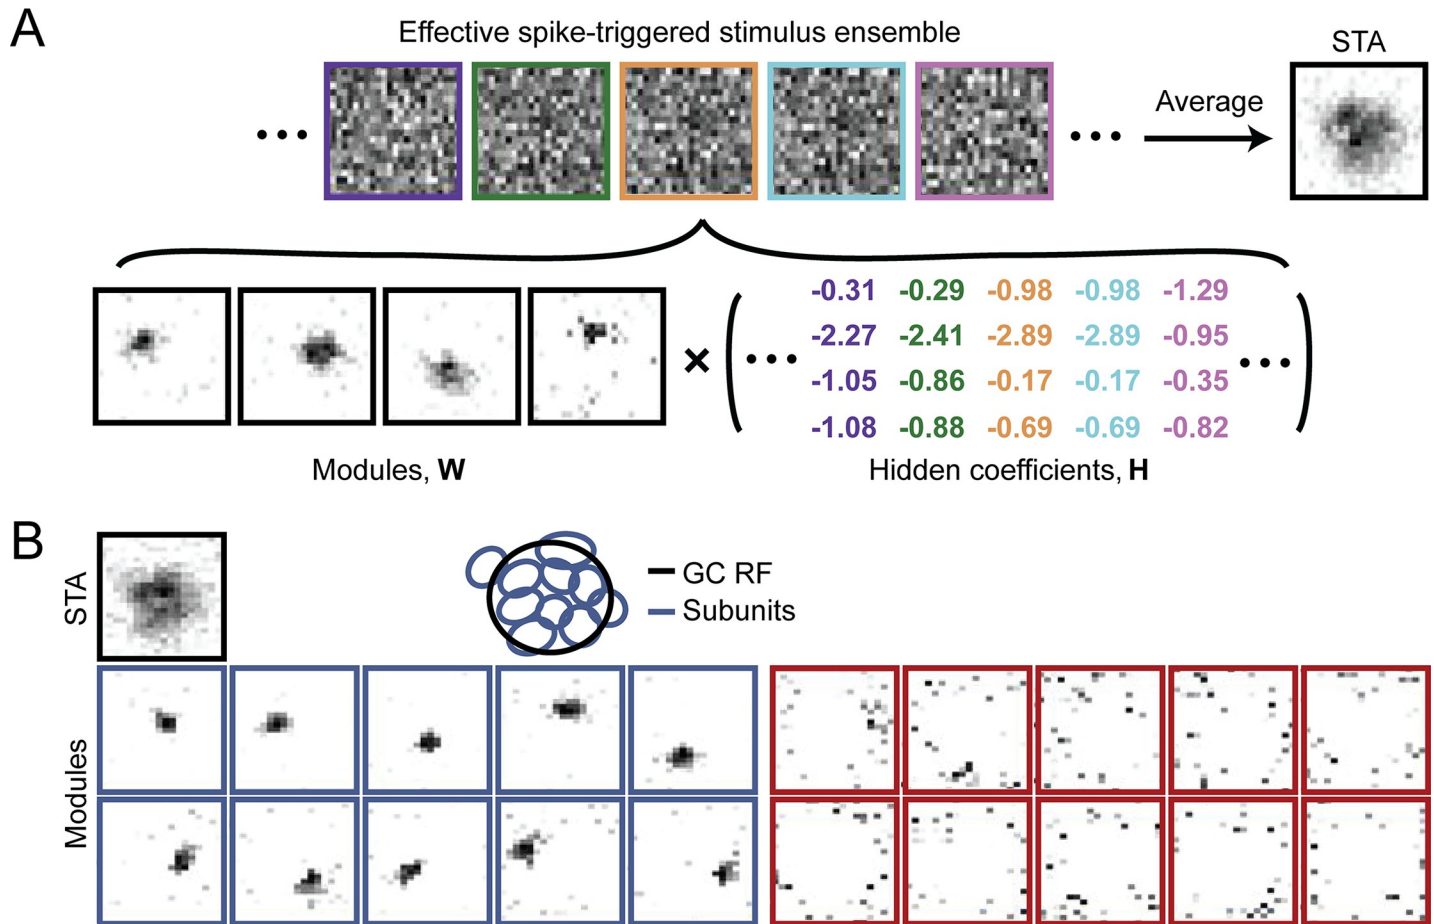 A
Effective spike-triggered stimulus ensemble
STA
Average
-0.31 -0.29 -0.98 -0.98 -1.29
-2.27 -2.41 -2.89 -2.89 -0.95
-1.05 -0.86 -0.17 -0.17 -0.35
-1.08 -0.88 -0.69 -0.69 -0.82
Modules, W
Hidden coefficients, H
B
STA
GC RF
Subunits
Modules